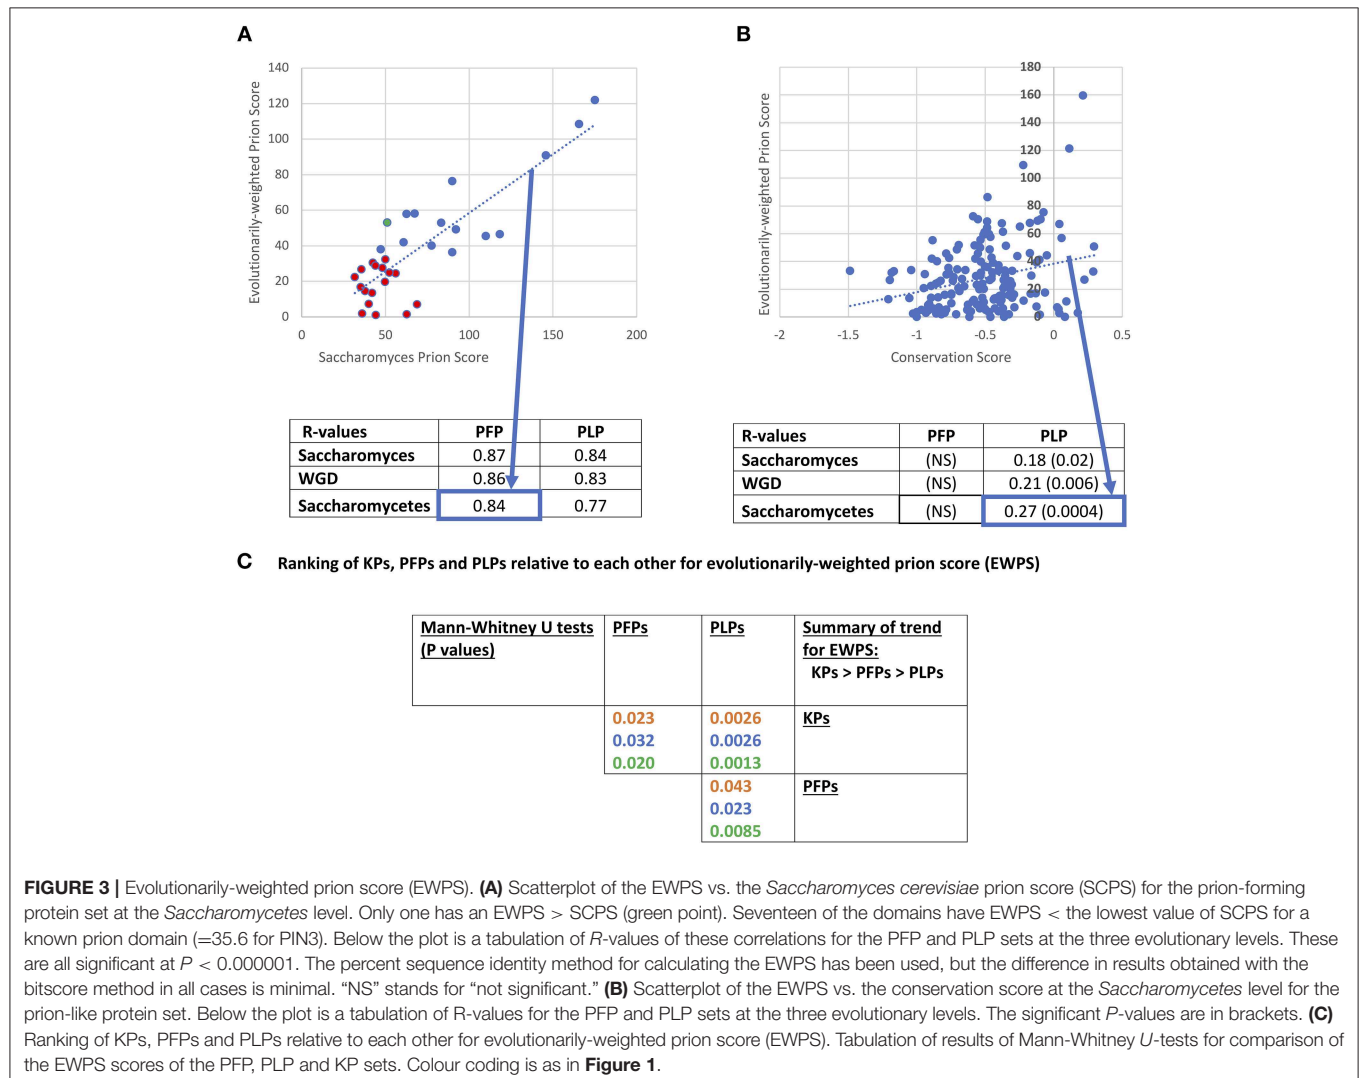 A
B
140
120
100
80
60
40
20
0
Evolutionarily-weighted Prion Score
0 50 100 150 200
Saccharomyces Prion Score
180
160
140
120
100
80
60
40
20
0
Evolutionarily-weighted Prion Score
-2 -1.5 -1 -0.5 0 0.5
Conservation Score
R-values PFP PLP
Saccharomyces 0.87 0.84
WGD 0.86 0.83
Saccharomycetes 0.84 0.77
R-values PFP PLP
Saccharomyces (NS) 0.18 (0.02)
WGD (NS) 0.21 (0.006)
Saccharomycetes (NS) 0.27 (0.0004)
C Ranking of KPs, PFPs and PLPs relative to each other for evolutionarily-weighted prion score (EWPS)
Mann-Whitney U tests PFPs PLPs Summary of trend
(P values) for EWPS:
KPs > PFPs > PLPs
0.023 0.0026 KPs
0.032 0.0026
0.020 0.0013
0.043 PFPs
0.023
0.0085
FIGURE 3 | Evolutionarily-weighted prion score (EWPS). (A) Scatterplot of the EWPS vs. the Saccharomyces cerevisiae prion score (SCPS) for the prion-forming
protein set at the Saccharomycetes level. Only one has an EWPS > SCPS (green point). Seventeen of the domains have EWPS < the lowest value of SCPS for a
known prion domain (=35.6 for PIN3). Below the plot is a tabulation of R-values of these correlations for the PFP and PLP sets at the three evolutionary levels. These
are all significant at P < 0.000001. The percent sequence identity method for calculating the EWPS has been used, but the difference in results obtained with the
bitscore method in all cases is minimal. “NS” stands for “not significant.” (B) Scatterplot of the EWPS vs. the conservation score at the Saccharomycetes level for the
prion-like protein set. Below the plot is a tabulation of R-values for the PFP and PLP sets at the three evolutionary levels. The significant P-values are in brackets. (C)
Ranking of KPs, PFPs and PLPs relative to each other for evolutionarily-weighted prion score (EWPS). Tabulation of results of Mann-Whitney U-tests for comparison of
the EWPS scores of the PFP, PLP and KP sets. Colour coding is as in Figure 1.